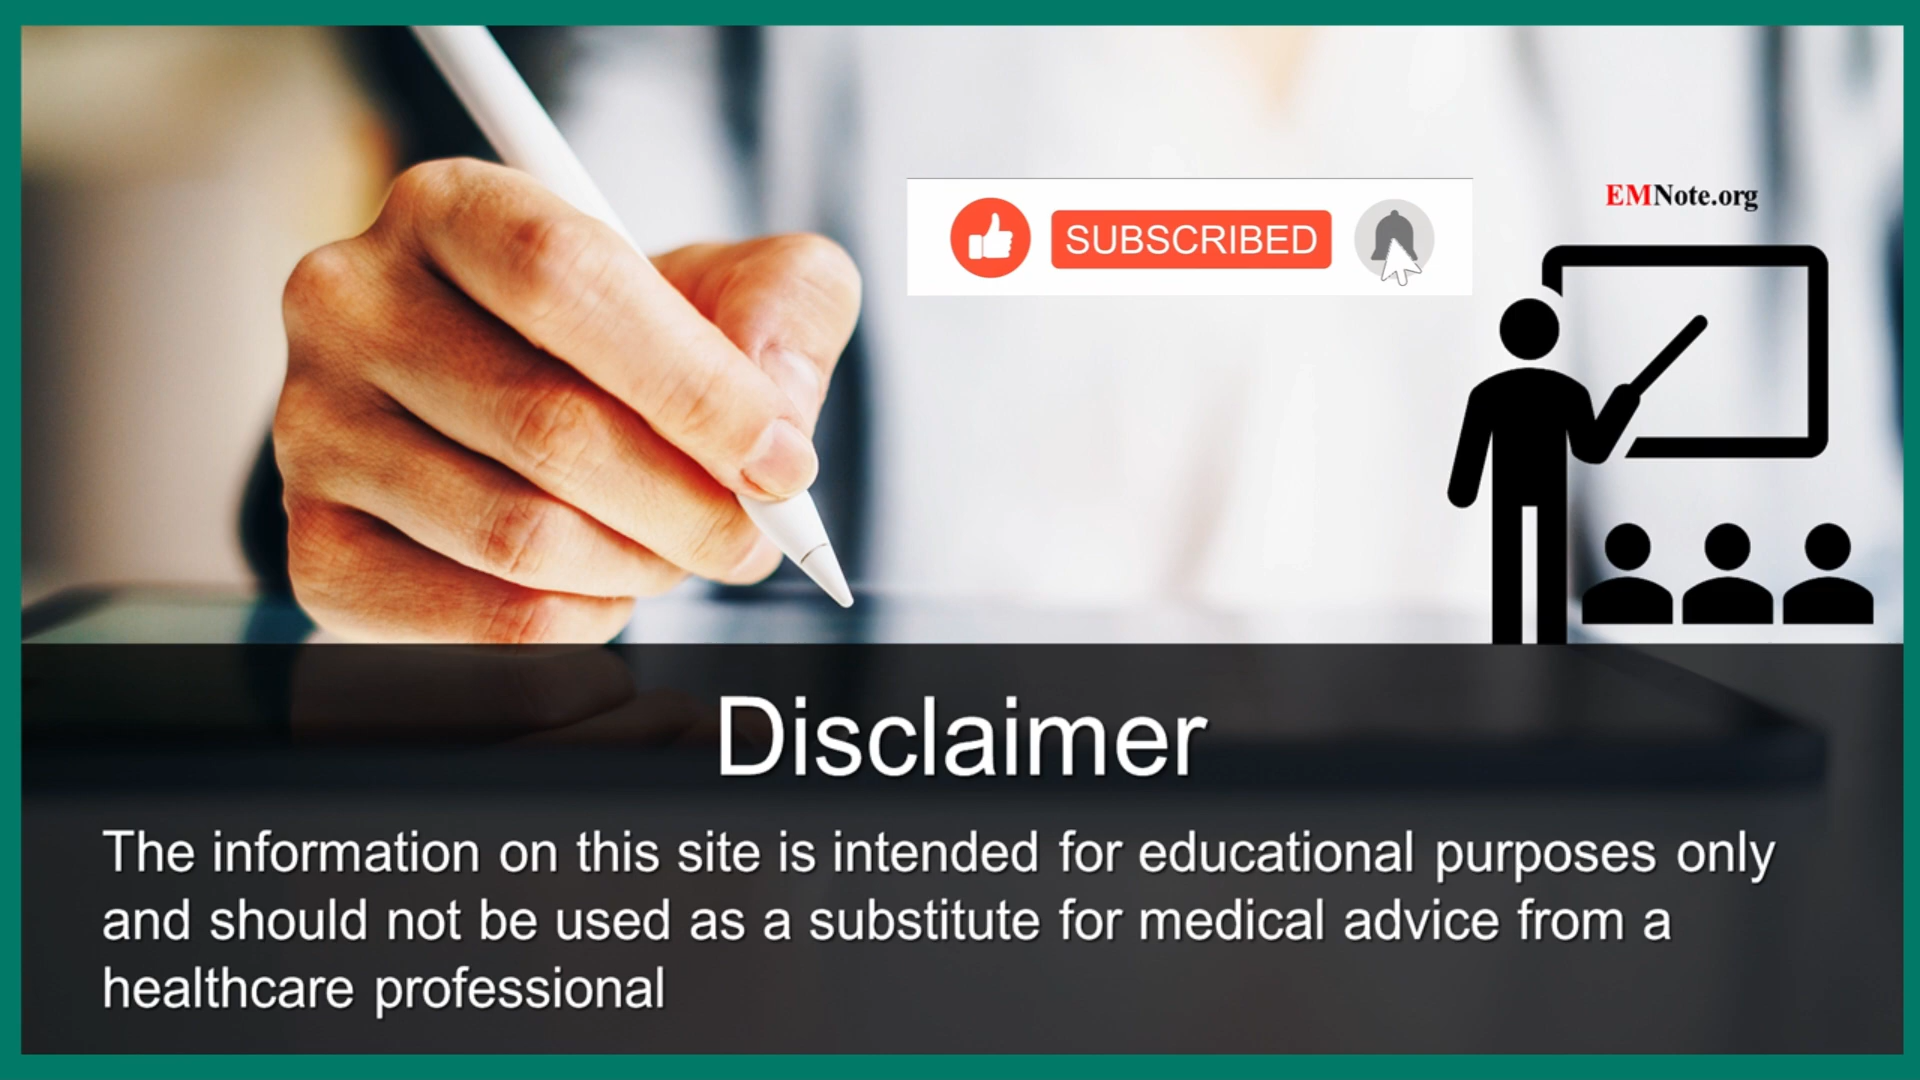 SUBSCRIBED
EMNote.org
Disclaimer
The information on this site is intended for educational purposes only
and should not be used as a substitute for medical advice from a
healthcare professional